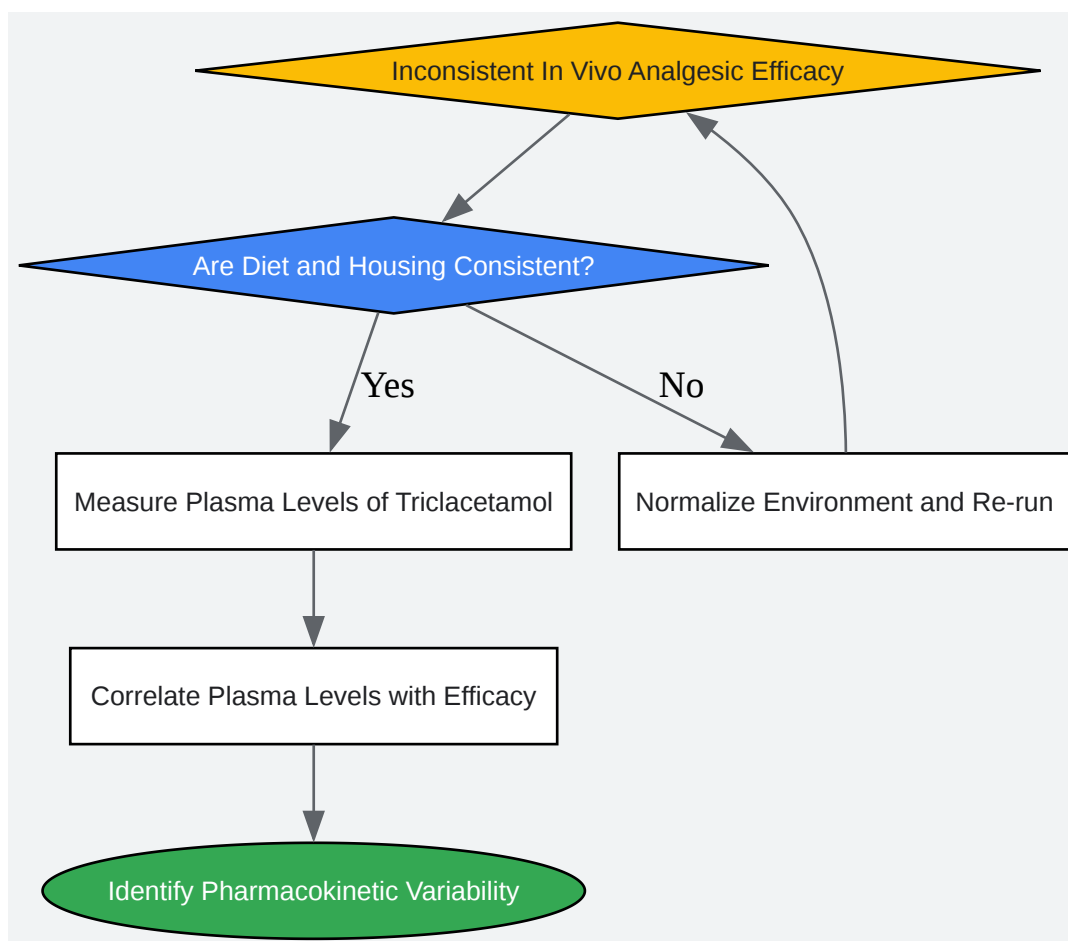 Inconsistent In Vivo Analgesic Efficacy
Are Diet and Housing Consistent?
Yes
No
Measure Plasma Levels of Triclacetamol
Normalize Environment and Re-run
Correlate Plasma Levels with Efficacy
Identify Pharmacokinetic Variability